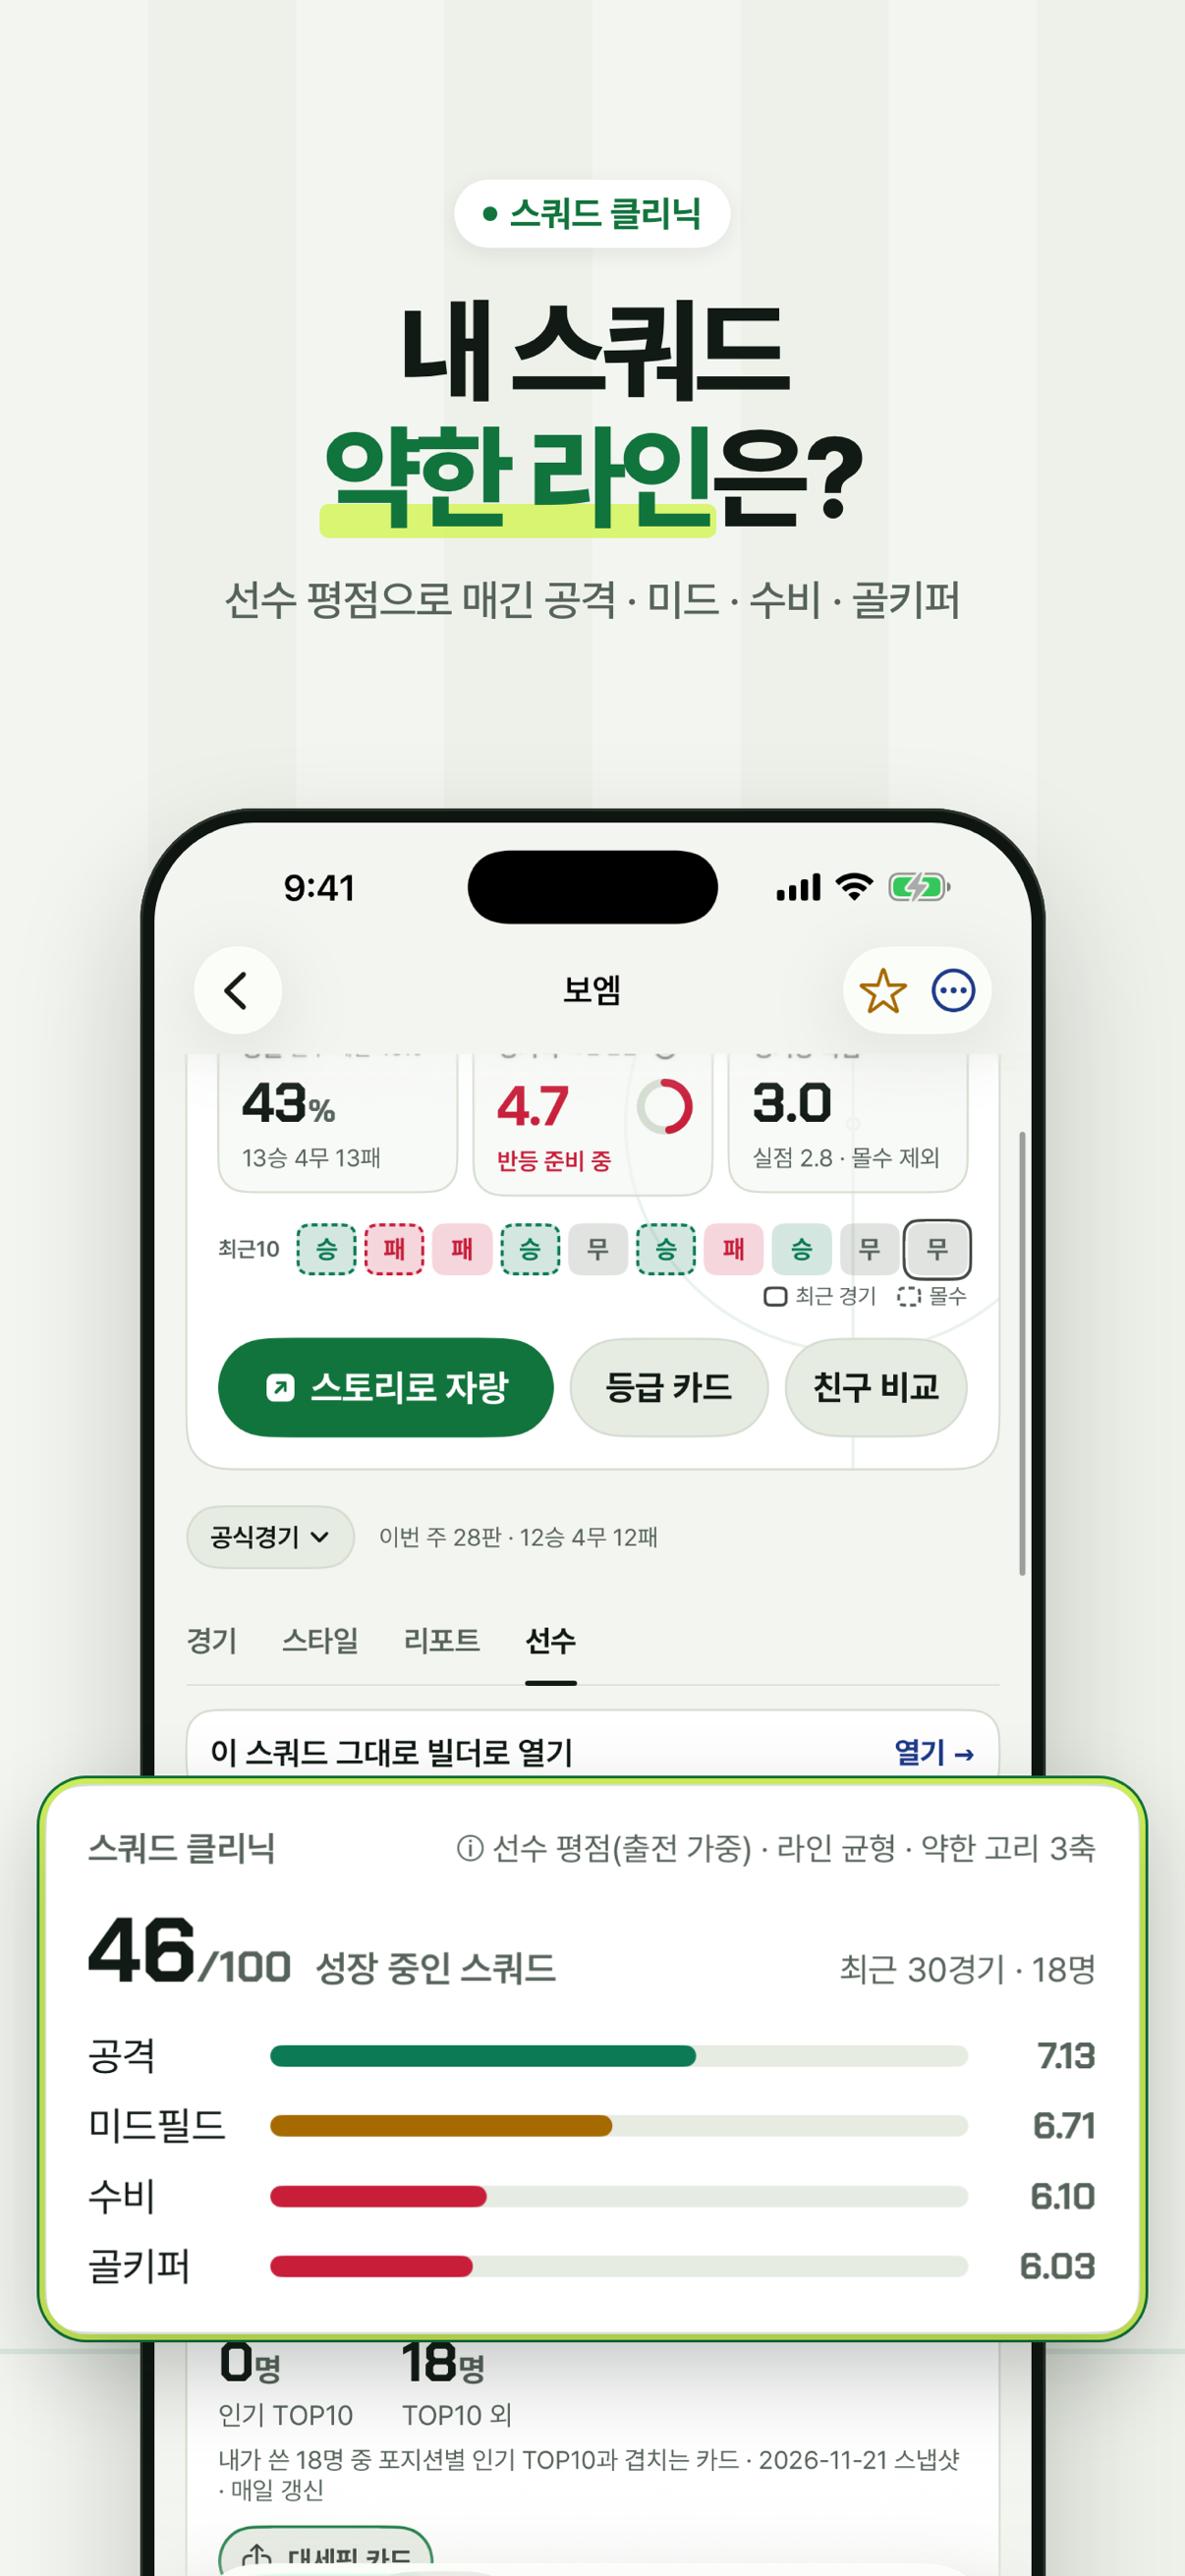 스쿼드 클리닉
내 스쿼드
약한 라인은?
선수 평점으로 매긴 공격 · 미드 · 수비 · 골키퍼
9:41
보엠
43%
4.7
3.0
13승 4무 13패
반등 준비 중
실점 2.8 · 몰수 제외
최근10 승 패 패 승 무 승 패 승 무 무
최근 경기 몰수
스토리로 자랑
등급 카드
친구 비교
공식경기
이번 주 28판 · 12승 4무 12패
경기 스타일 리포트 선수
이 스쿼드 그대로 빌더로 열기
열기 →
스쿼드 클리닉
ⓘ 선수 평점(출전 가중) · 라인 균형 · 약한 고리 3축
46/100 성장 중인 스쿼드
최근 30경기 · 18명
공격 7.13
미드필드 6.71
수비 6.10
골키퍼 6.03
0명 18명
인기 TOP10 TOP10 외
내가 쓴 18명 중 포지션별 인기 TOP10과 겹치는 카드 · 2026-11-21 스냅샷
· 매일 갱신
대세픽 카드